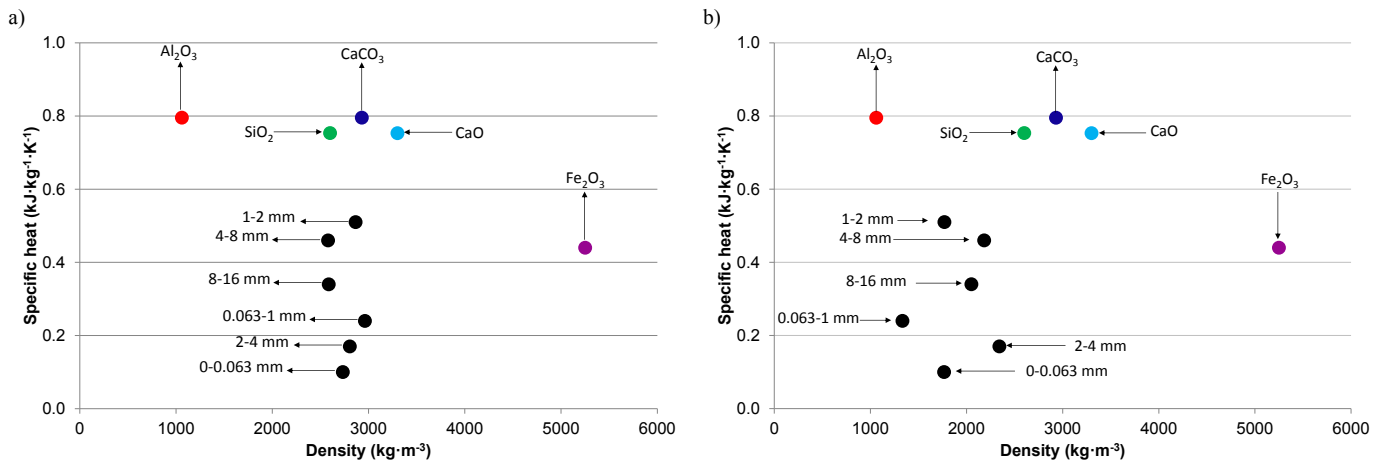 a)
Al₂O₃
CaCO₃
SiO₂
CaO
Fe₂O₃
1-2 mm
4-8 mm
8-16 mm
0.063-1 mm
2-4 mm
0-0.063 mm
1.0
0.8
0.6
0.4
0.2
0.0
0
1000
2000
3000
4000
5000
6000
Specific heat (kJ·kg⁻¹·K⁻¹)
Density (kg·m⁻³)
b)
Al₂O₃
CaCO₃
SiO₂
CaO
Fe₂O₃
1-2 mm
4-8 mm
8-16 mm
0.063-1 mm
2-4 mm
0-0.063 mm
1.0
0.8
0.6
0.4
0.2
0.0
0
1000
2000
3000
4000
5000
6000
Specific heat (kJ·kg⁻¹·K⁻¹)
Density (kg·m⁻³)